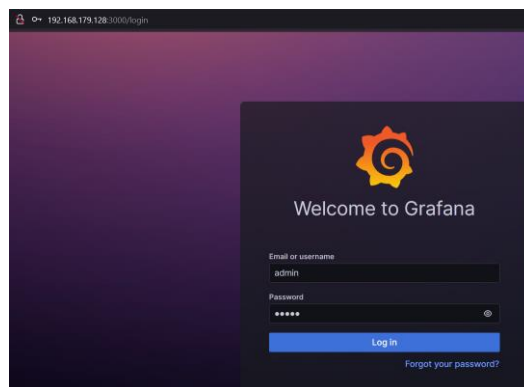 192.168.179.128:3000/login
Welcome to Grafana
Email or username
admin
Password
•••••
Log in
Forgot your password?